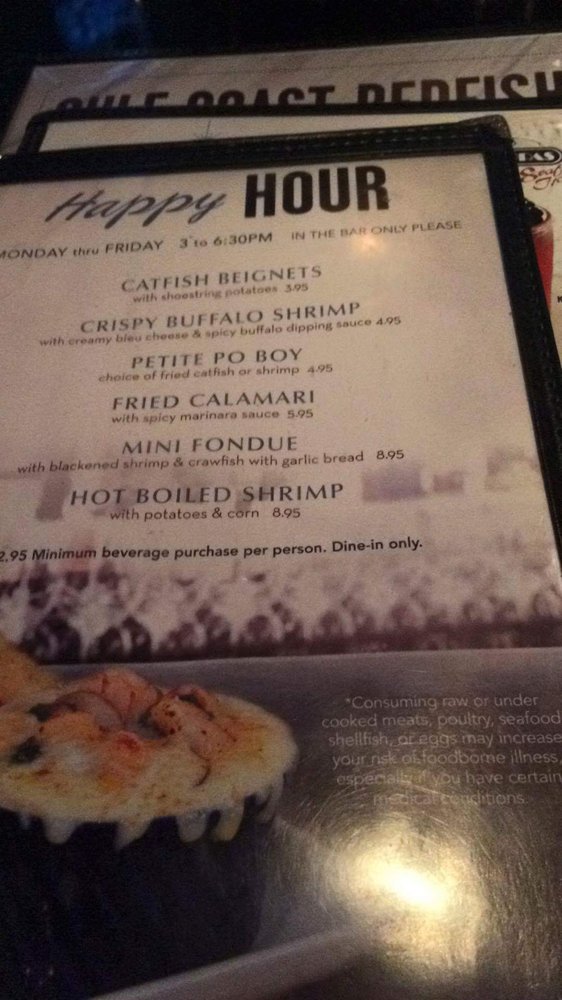 GULF COAST REDFISH
Happy HOUR
MONDAY thru FRIDAY 3 to 6:30PM IN THE BAR ONLY PLEASE
CATFISH BEIGNETS
with shoestring potatoes 3.95
CRISPY BUFFALO SHRIMP
with creamy bleu cheese & spicy buffalo dipping sauce 4.95
PETITE PO BOY
choice of fried catfish or shrimp 4.95
FRIED CALAMARI
with spicy marinara sauce 5.95
MINI FONDUE
with blackened shrimp & crawfish with garlic bread 8.95
HOT BOILED SHRIMP
with potatoes & corn 8.95
2.95 Minimum beverage purchase per person. Dine-in only.
*Consuming raw or under
cooked meats, poultry, seafood
shellfish, or eggs may increase
your risk of foodborne illness,
especially if you have certain
medical conditions.